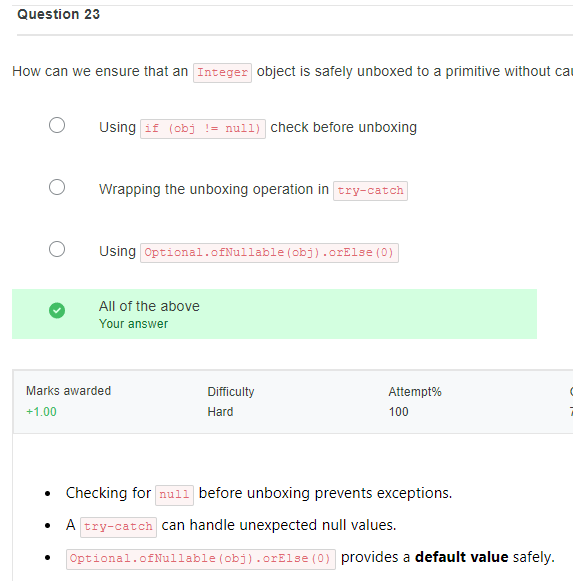 Question 23
How can we ensure that an Integer object is safely unboxed to a primitive without
Using if (obj != null) check before unboxing
Wrapping the unboxing operation in try-catch
Using Optional.ofNullable(obj).orElse(0)
All of the above
Your answer
Marks awarded Difficulty Attempt%
+1.00 Hard 100
Checking for null before unboxing prevents exceptions.
A try-catch can handle unexpected null values.
Optional.ofNullable(obj).orElse(0) provides a default value safely.